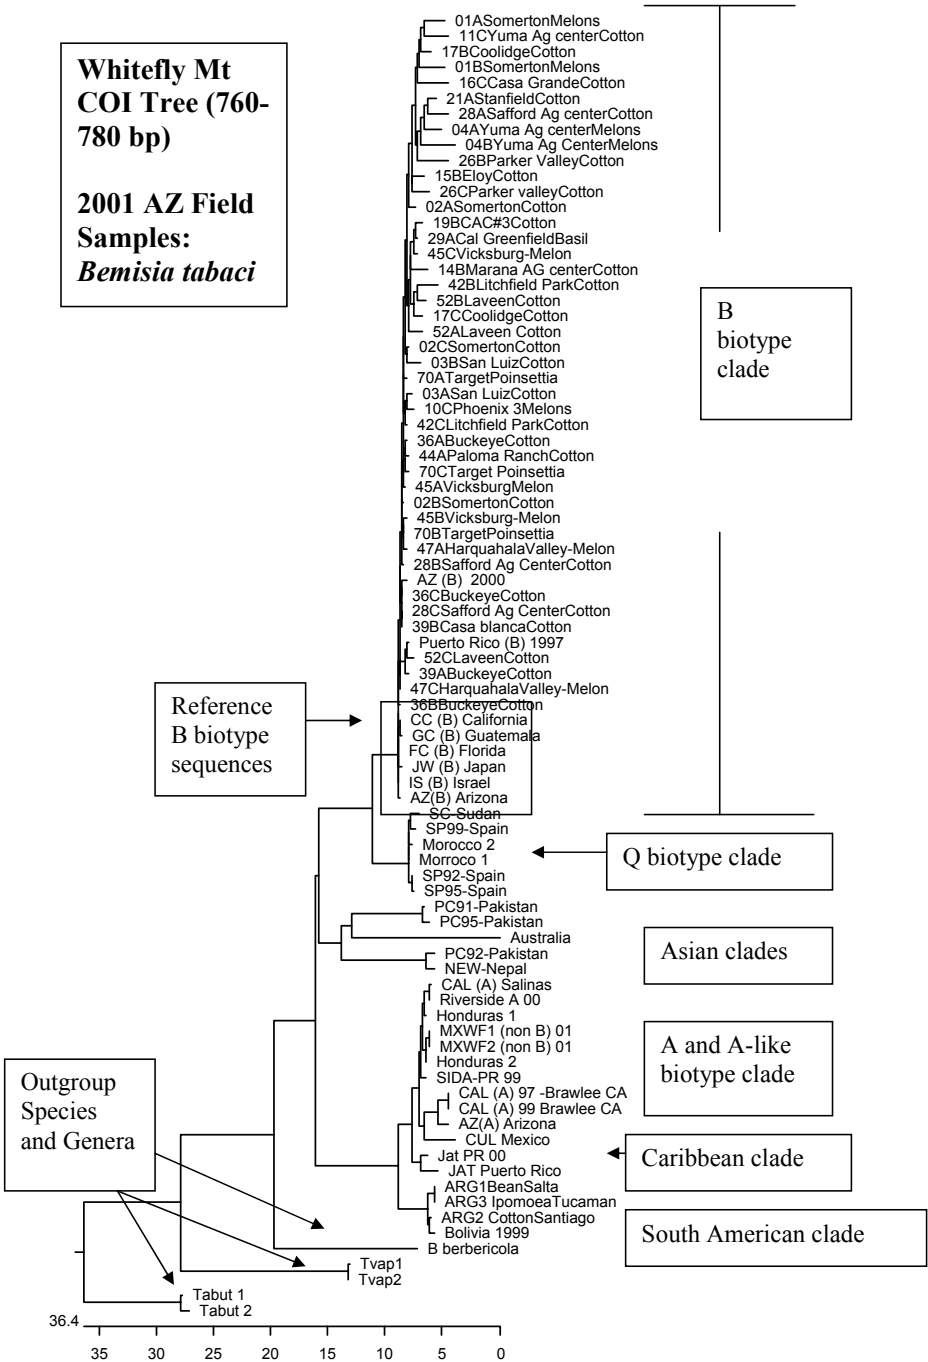 Whitefly Mt
COI Tree (760-
780 bp)
2001 AZ Field
Samples:
Bemisia tabaci
01ASomertonMelons
11CYuma Ag centerCotton
17BCoolidgeCotton
01BSomertonMelons
16CCasa GrandeCotton
21AStanfieldCotton
28ASafford Ag centerCotton
04AYuma Ag centerMelons
04BYuma Ag CenterMelons
26BParker ValleyCotton
15BEloyCotton
26CParker valleyCotton
02ASomertonCotton
19BCAC#3Cotton
29ACal GreenfieldBasil
45CVicksburg-Melon
14BMarana AG centerCotton
42BLitchfield ParkCotton
52BLaveenCotton
17CCoolidgeCotton
52ALaveen Cotton
02CSomertonCotton
03BSan LuizCotton
70ATargetPoinsettia
03ASan LuizCotton
10CPhoenix 3Melons
42CLitchfield ParkCotton
36ABuckeyeCotton
44APaloma RanchCotton
70CTarget Poinsettia
45AVicksburgMelon
02BSomertonCotton
45BVicksburg-Melon
70BTargetPoinsettia
47AHarquahalaValley-Melon
28BSafford Ag CenterCotton
AZ (B)  2000
36CBuckeyeCotton
28CSafford Ag CenterCotton
39BCasa blancaCotton
Puerto Rico (B) 1997
52CLaveenCotton
39ABuckeyeCotton
47CHarquahalaValley-Melon
36BBuckeyeCotton
CC (B) California
GC (B) Guatemala
FC (B) Florida
JW (B) Japan
IS (B) Israel
AZ(B) Arizona
SC-Sudan
SP99-Spain
Morocco 2
Morroco 1
SP92-Spain
SP95-Spain
PC91-Pakistan
PC95-Pakistan
Australia
PC92-Pakistan
NEW-Nepal
CAL (A) Salinas
Riverside A 00
Honduras 1
MXWF1 (non B) 01
MXWF2 (non B) 01
Honduras 2
SIDA-PR 99
CAL (A) 97 -Brawlee CA
CAL (A) 99 Brawlee CA
AZ(A) Arizona
CUL Mexico
Jat PR 00
JAT Puerto Rico
ARG1BeanSalta
ARG3 IpomoeaTucaman
ARG2 CottonSantiago
Bolivia 1999
B berbericola
Tvap1
Tvap2
Tabut 1
Tabut 2
B
biotype
clade
Reference
B biotype
sequences
Q biotype clade
Asian clades
A and A-like
biotype clade
Caribbean clade
South American clade
Outgroup
Species
and Genera
36.4
35 30 25 20 15 10 5 0